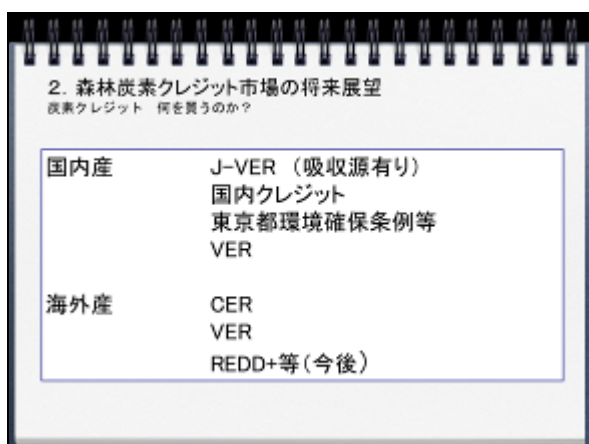 2. 森林炭素クレジット市場の将来展望
炭素クレジット 何を買うのか?
国内産 J-VER (吸収源有り)
国内クレジット
東京都環境確保条例等
VER
海外産 CER
VER
REDD+等(今後)